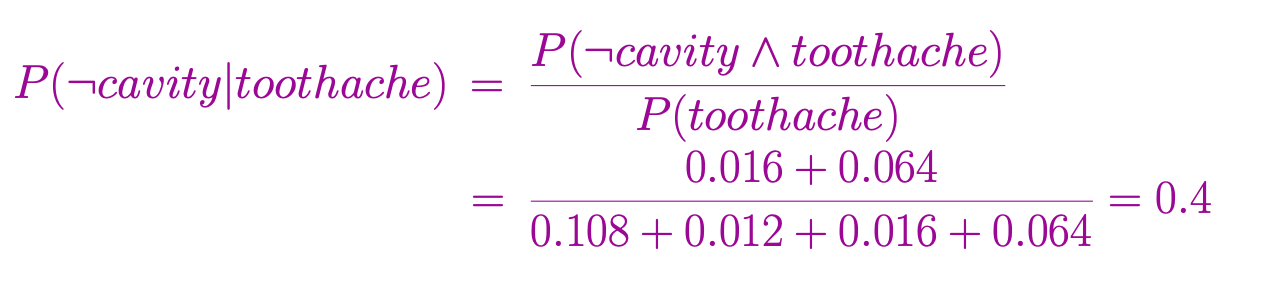 P(¬cavity|toothache) = P(¬cavity ∧ toothache) / P(toothache)
= 0.016 + 0.064 / 0.108 + 0.012 + 0.016 + 0.064 = 0.4